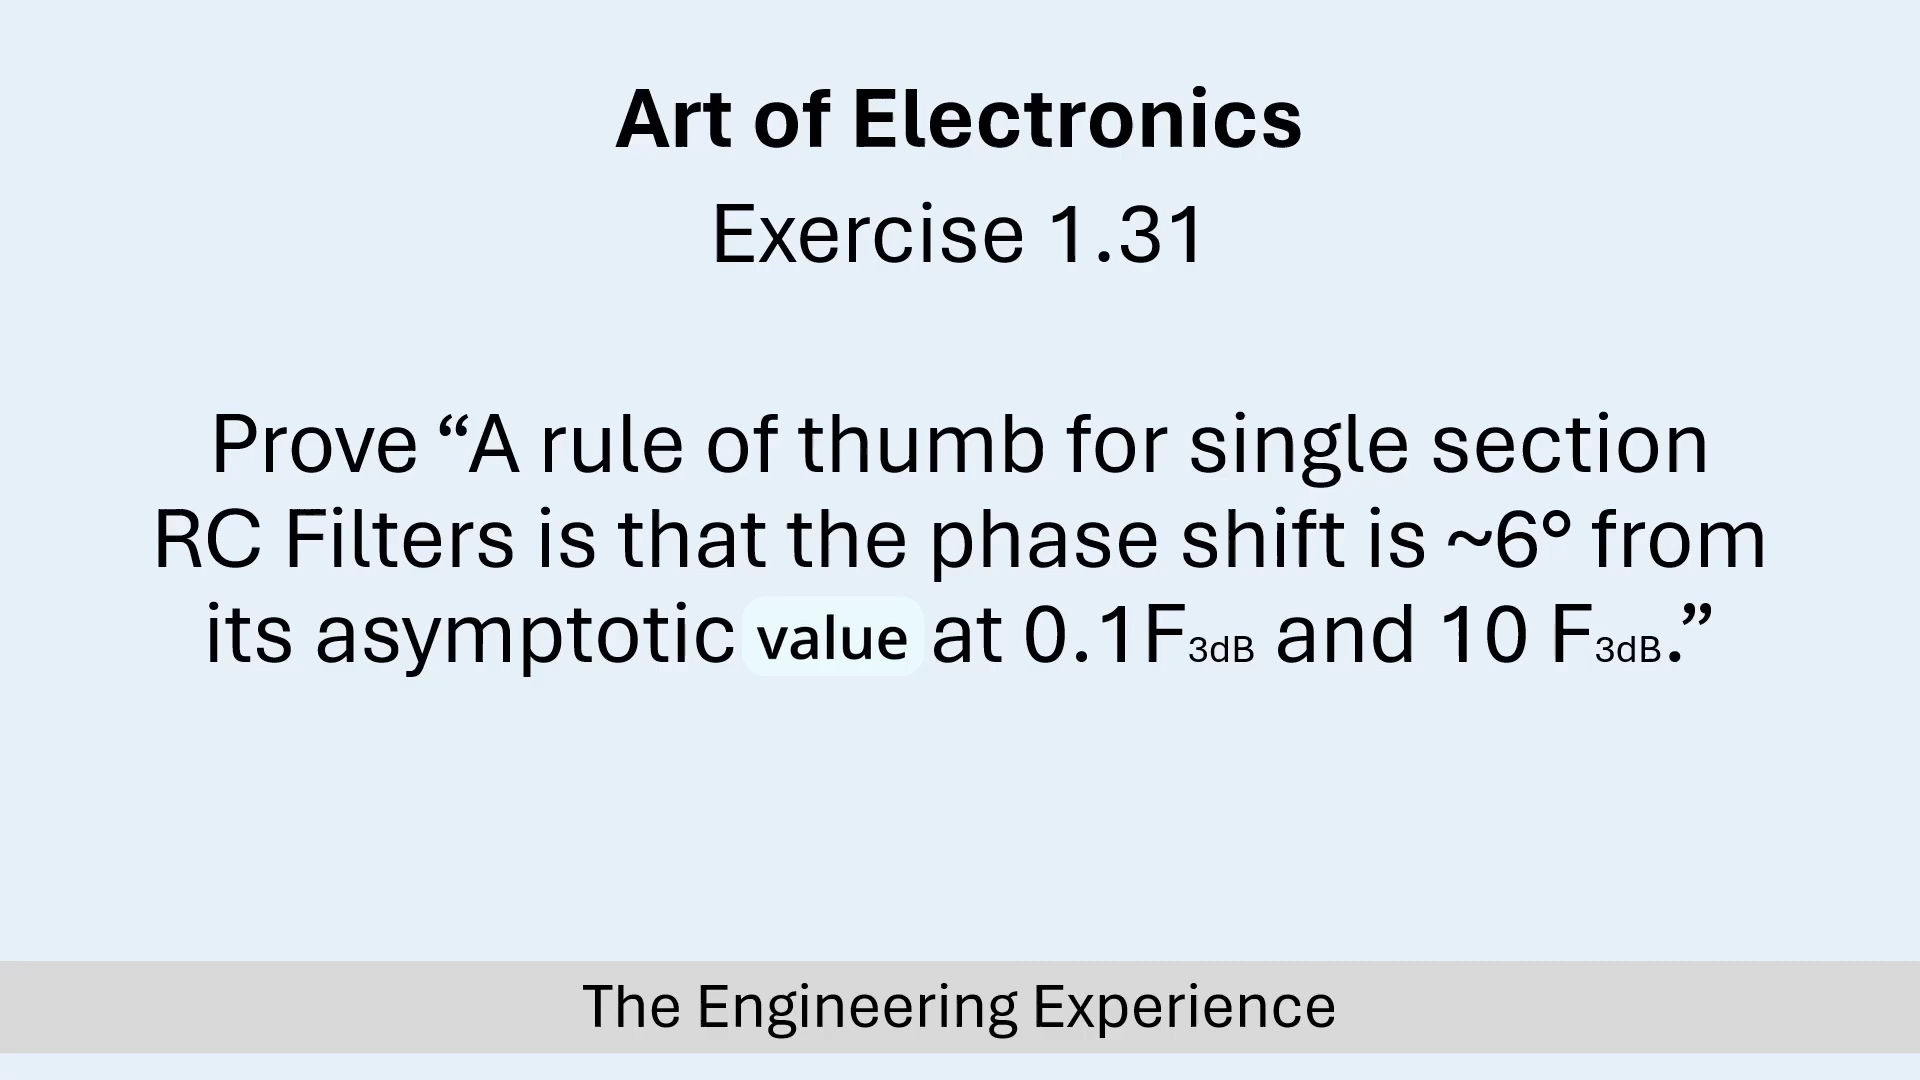 Art of Electronics
Exercise 1.31
Prove “A rule of thumb for single section
RC Filters is that the phase shift is ~6° from
its asymptotic value at 0.1F3dB and 10 F3dB.”
The Engineering Experience